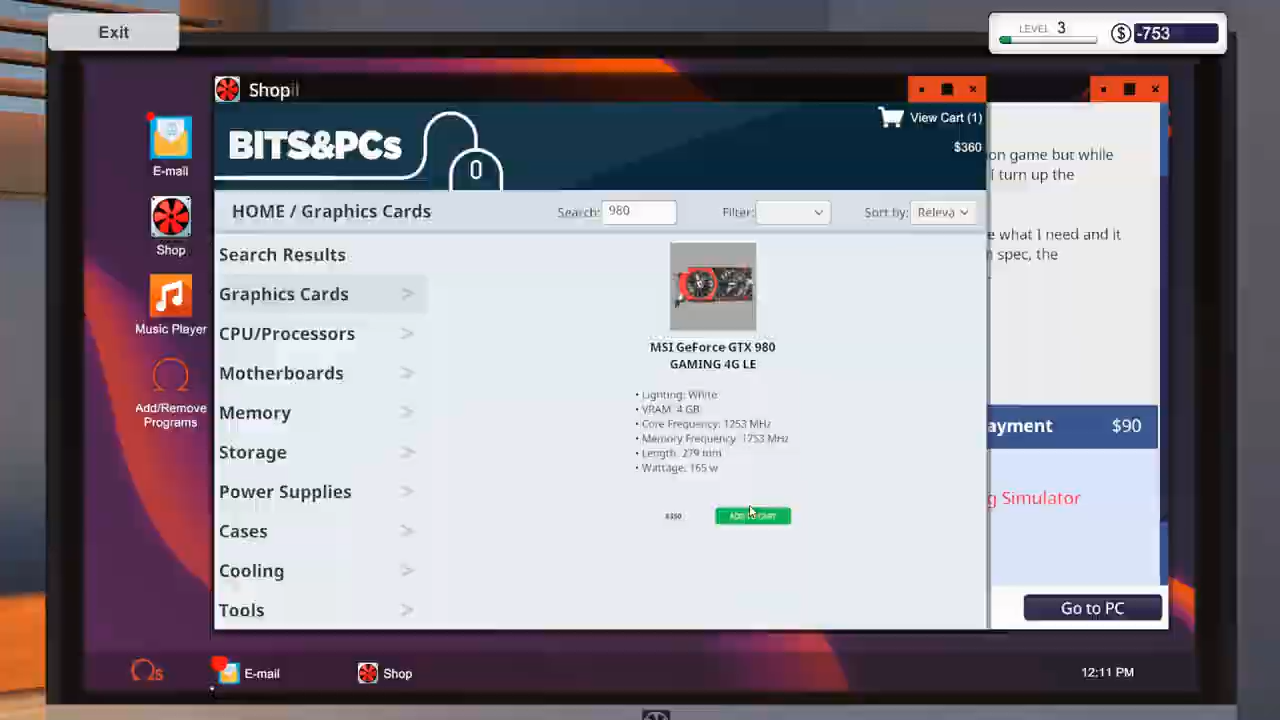 Exit
LEVEL 3
$ -753
Shop
BITS&PCs
View Cart (1)
$360
HOME / Graphics Cards
Search: 980
Filter:
Sort by: Releva
Search Results
Graphics Cards >
CPU/Processors >
Motherboards >
Memory >
Storage >
Power Supplies >
Cases >
Cooling >
Tools >
MSI GeForce GTX 980
GAMING 4G LE
• Lighting: White
• VRAM: 4 GB
• Core Frequency: 1253 MHz
• Memory Frequency: 1753 MHz
• Length: 279 mm
• Wattage: 165 w
$350
on game but while
I turn up the
e what I need and it
n spec, the
ayment $90
g Simulator
Go to PC
E-mail
Shop
Music Player
Add/Remove
Programs
E-mail
Shop
12:11 PM